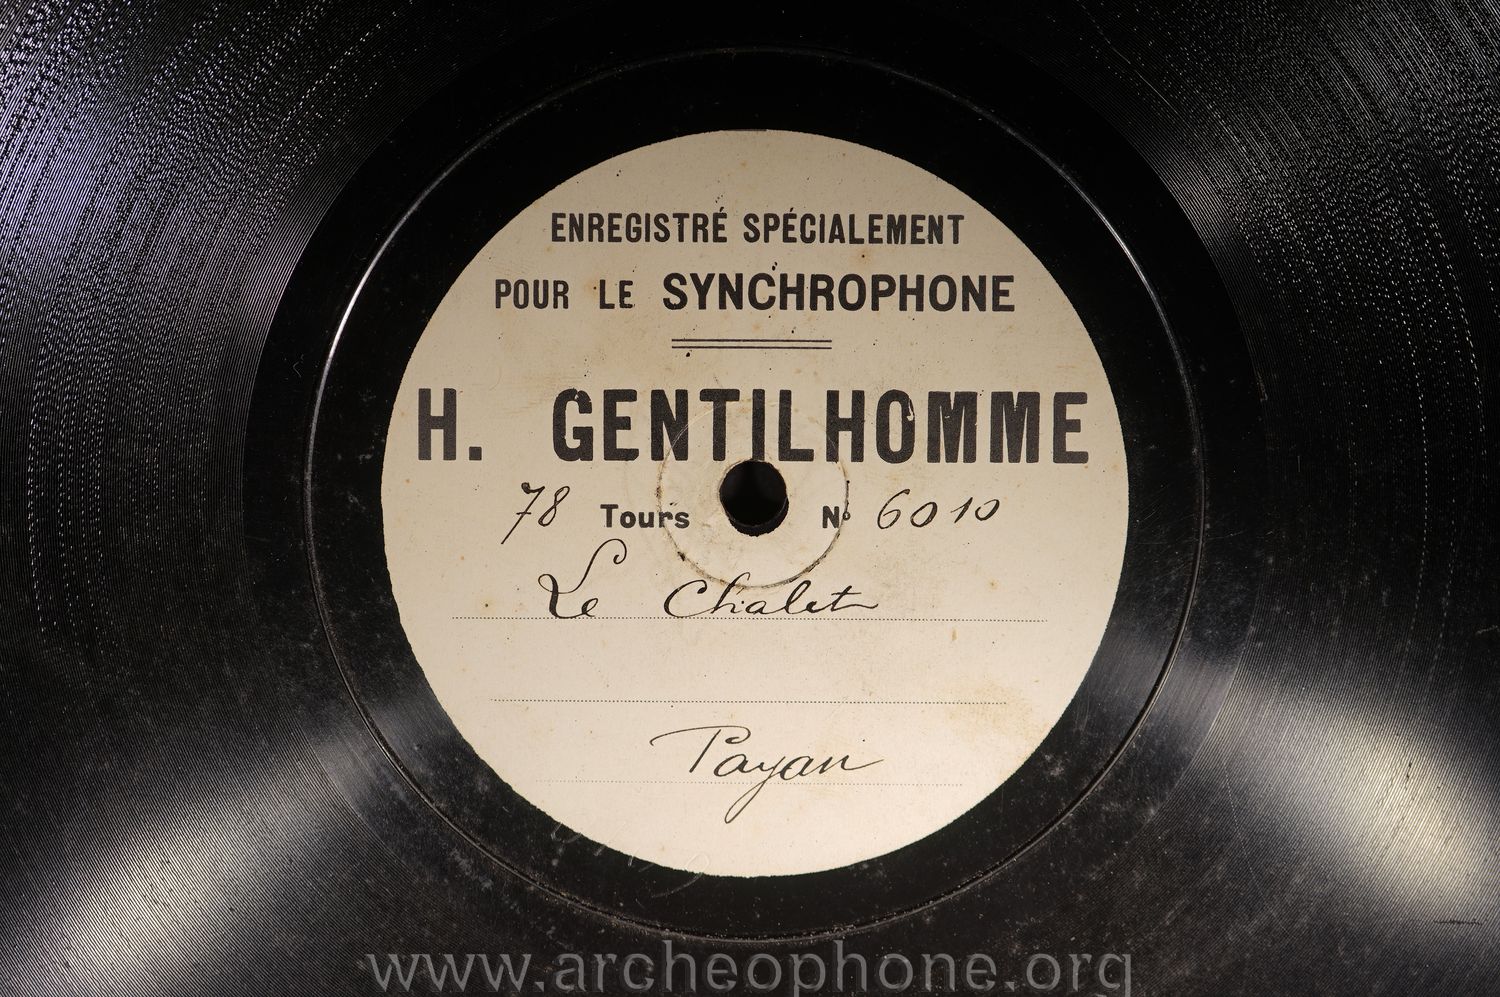 ENREGISTRÉ SPÉCIALEMENT
POUR LE SYNCHROPHONE
H. GENTILHOMME
78 Tours Nº 6010
Le Chalet
Payan
www.archeophone.org